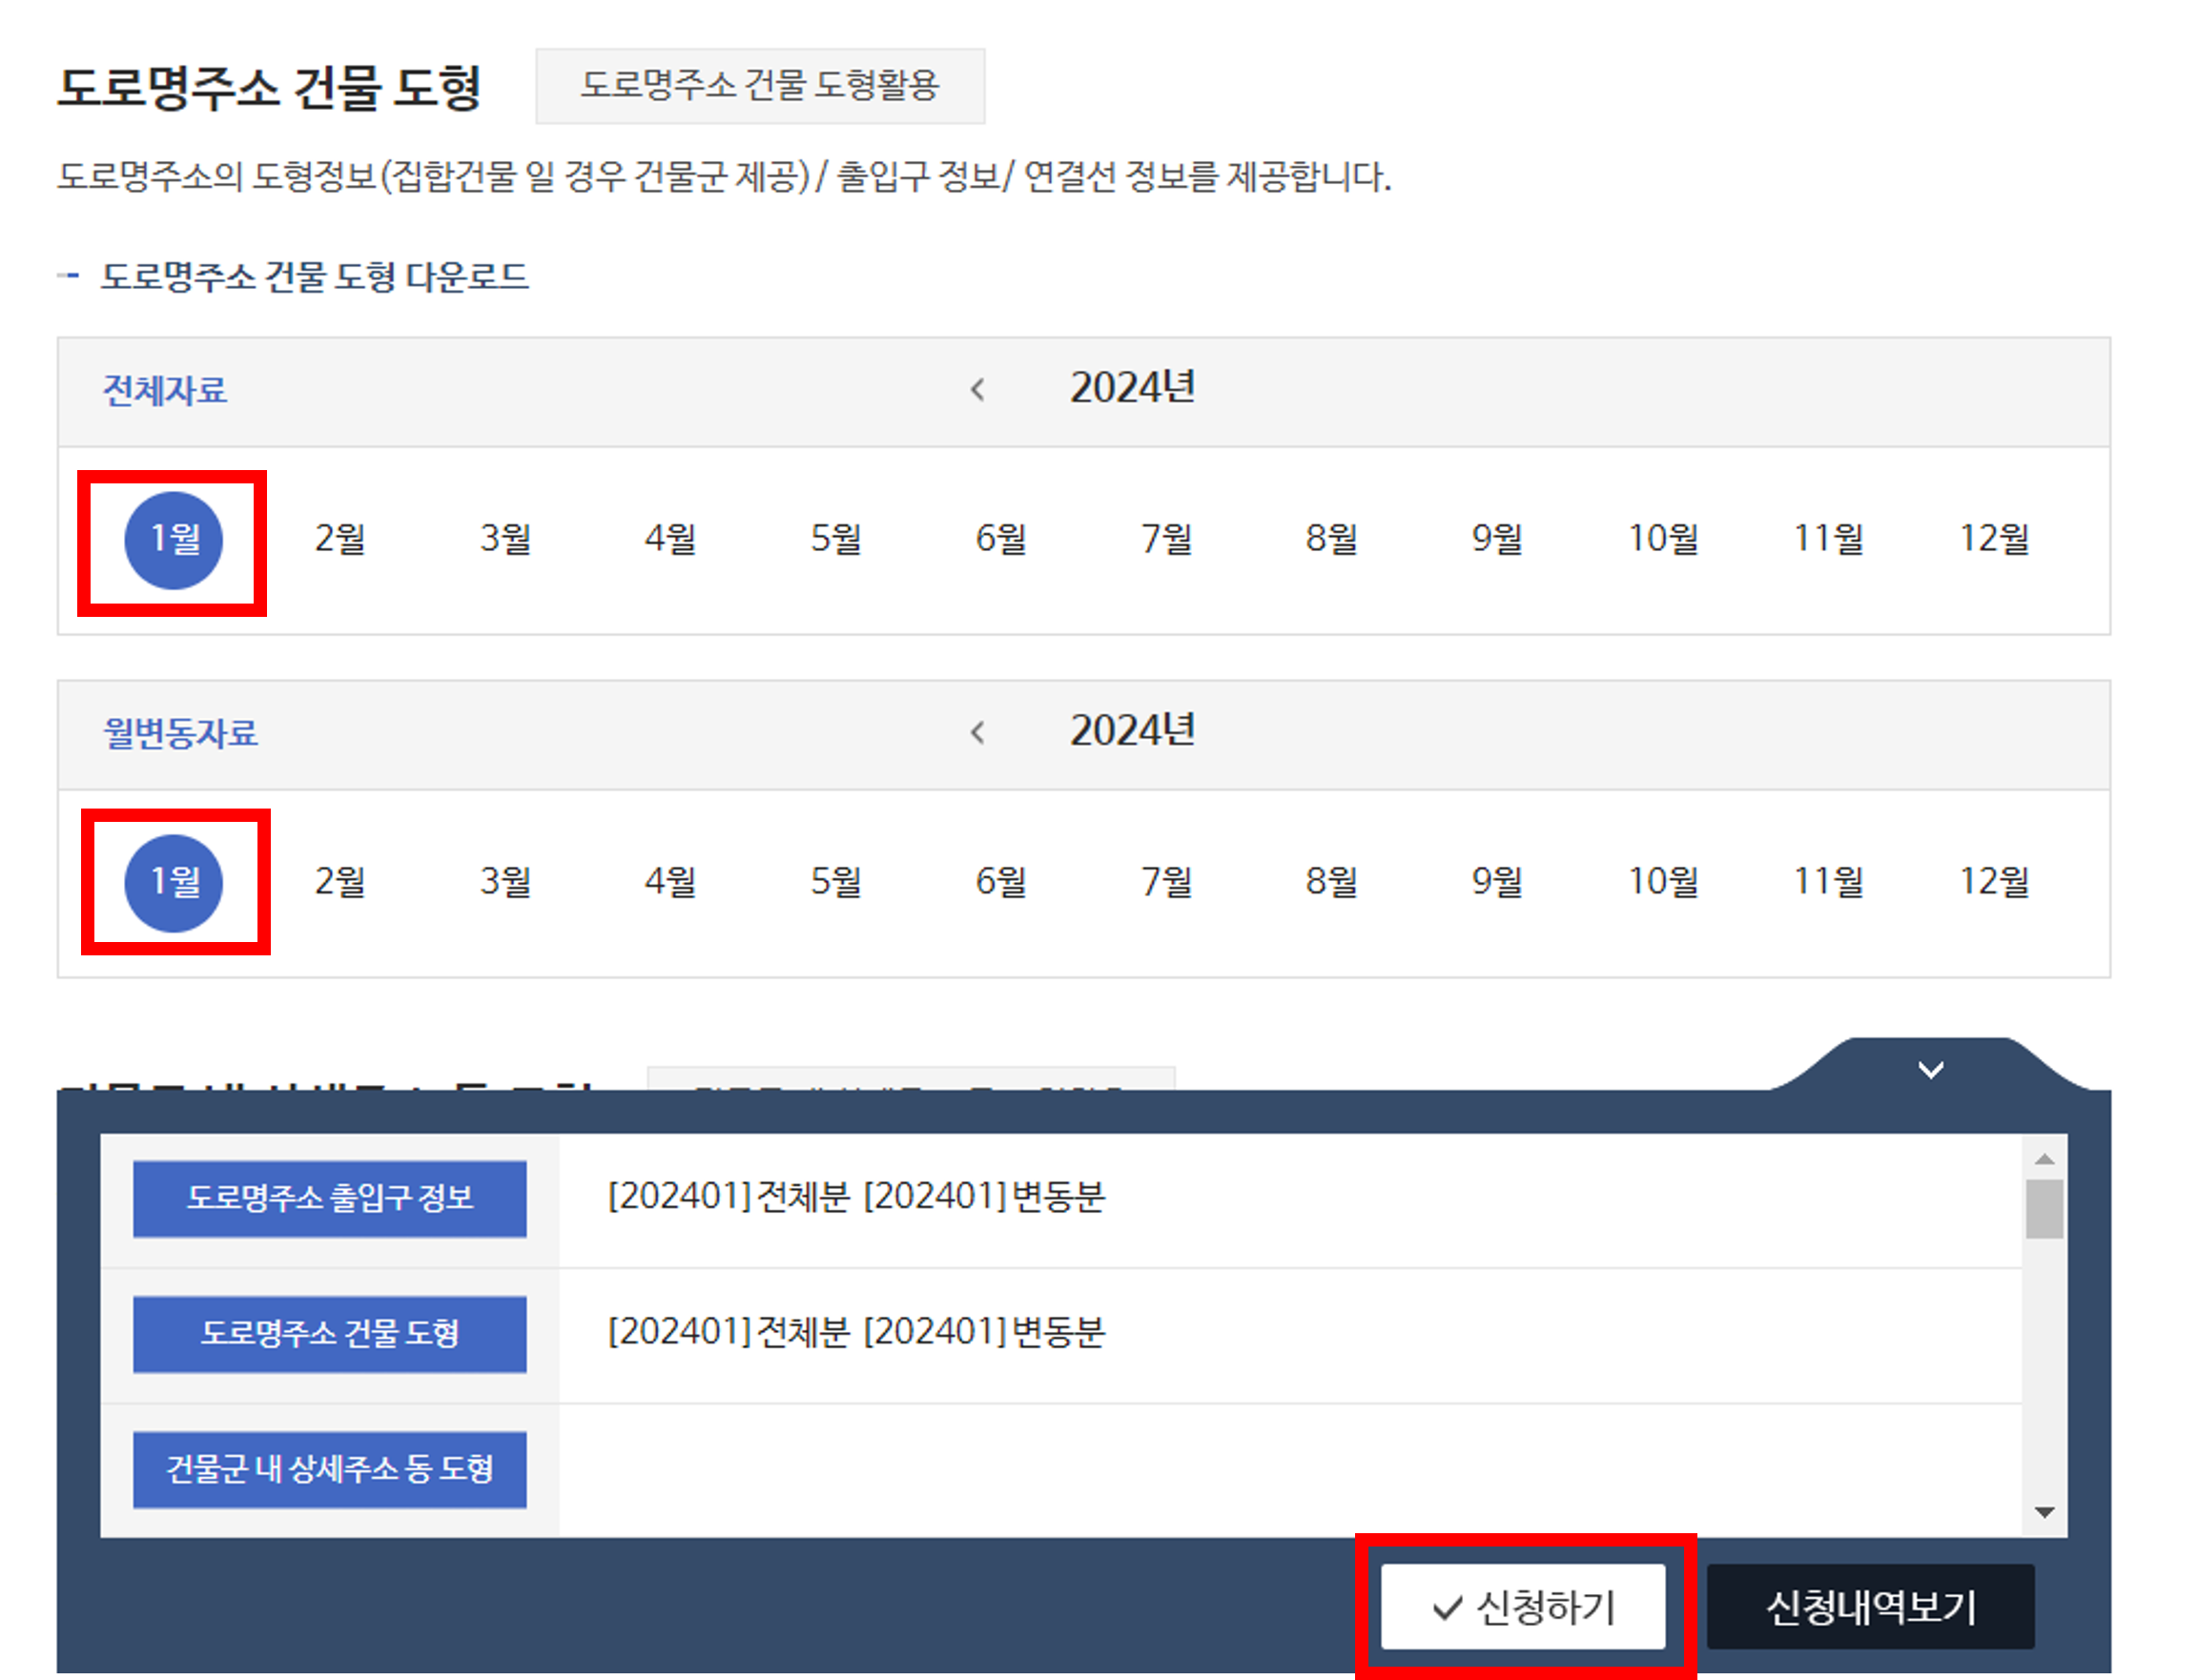 도로명주소 건물 도형 도로명주소 건물 도형활용
도로명주소의 도형정보(집합건물 일 경우 건물군 제공) / 출입구 정보/ 연결선 정보를 제공합니다.
도로명주소 건물 도형 다운로드
전체자료 < 2024년
1월 2월 3월 4월 5월 6월 7월 8월 9월 10월 11월 12월
월변동자료 < 2024년
1월 2월 3월 4월 5월 6월 7월 8월 9월 10월 11월 12월
도로명주소 출입구 정보 [202401]전체분 [202401]변동분
도로명주소 건물 도형 [202401]전체분 [202401]변동분
건물군 내 상세주소 동 도형
신청하기 신청내역보기